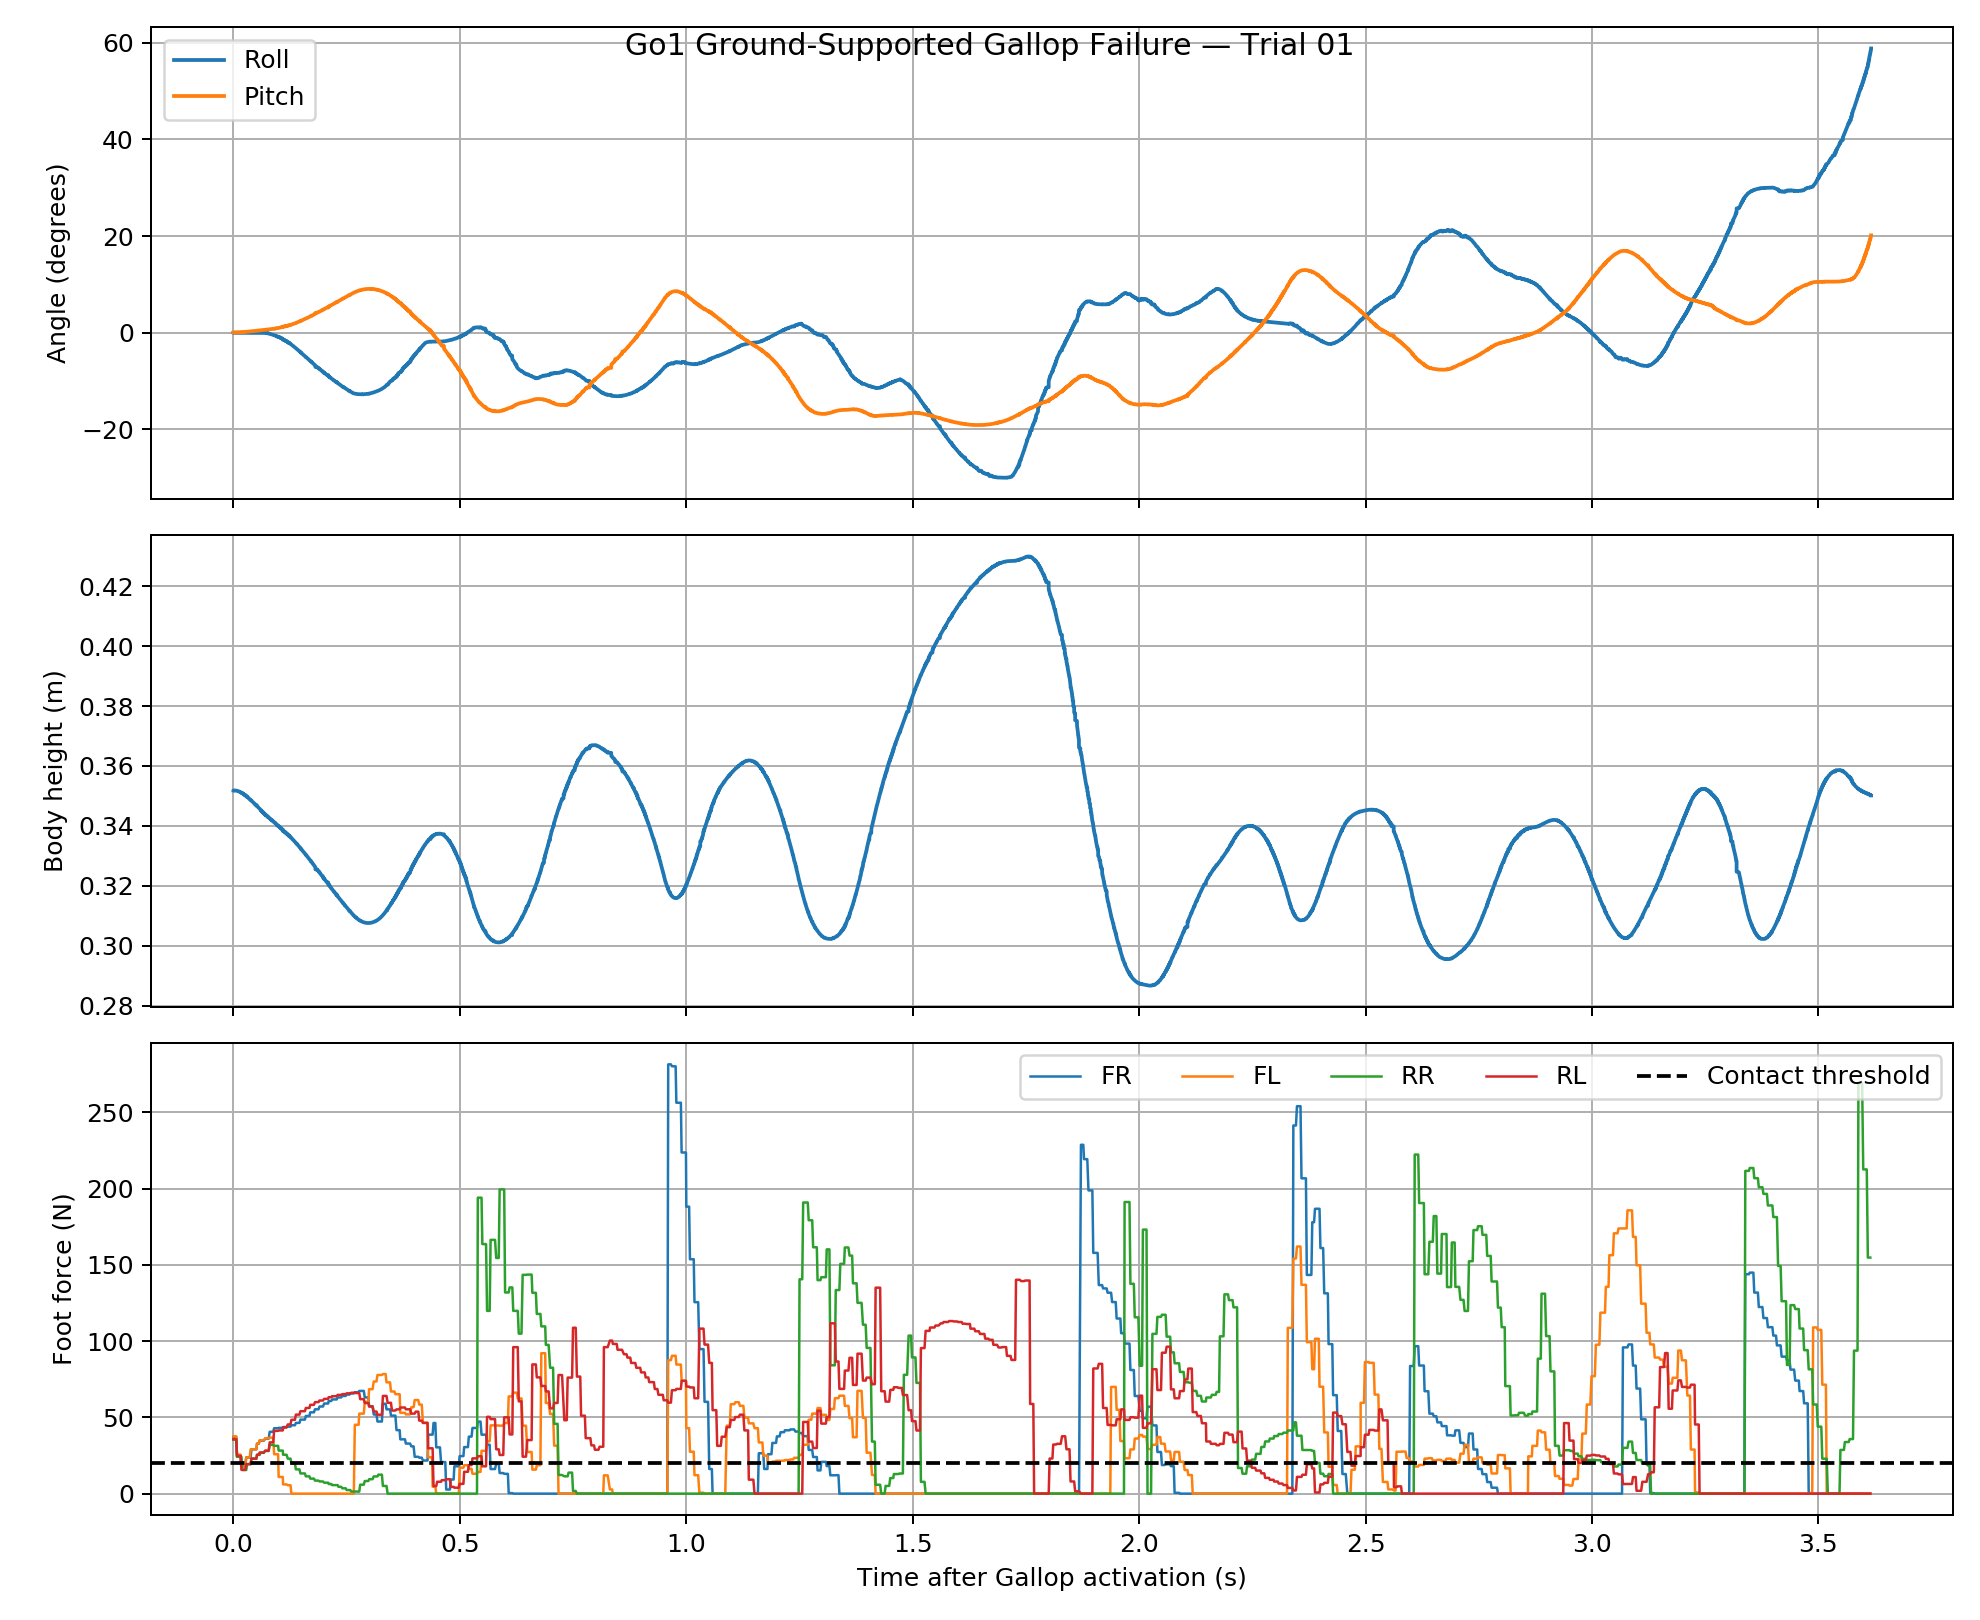 Go1 Ground-Supported Gallop Failure — Trial 01
Roll
Pitch
Angle (degrees)
60
40
20
0
−20
Body height (m)
0.42
0.40
0.38
0.36
0.34
0.32
0.30
0.28
FR FL RR RL Contact threshold
Foot force (N)
250
200
150
100
50
0
0.0 0.5 1.0 1.5 2.0 2.5 3.0 3.5
Time after Gallop activation (s)